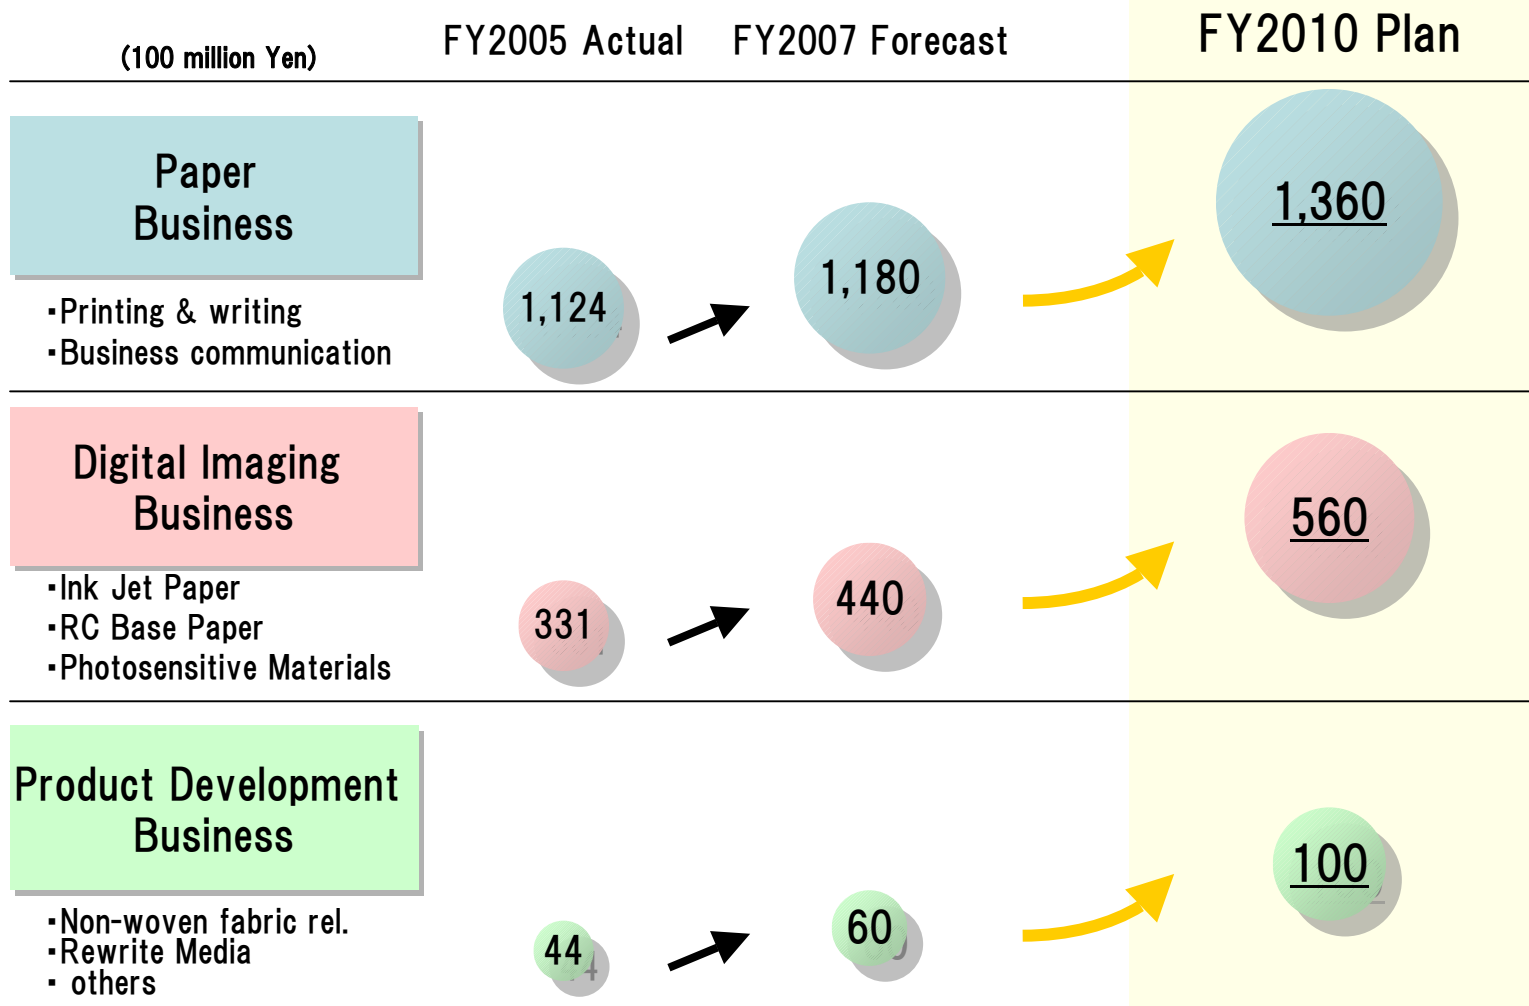 (100 million Yen) FY2005 Actual FY2007 Forecast FY2010 Plan
Paper
Business
▪Printing & writing
▪Business communication
1,124 1,180 1,360
Digital Imaging
Business
▪Ink Jet Paper
▪RC Base Paper
▪Photosensitive Materials
331 440 560
Product Development
Business
▪Non-woven fabric rel.
▪Rewrite Media
▪ others
44 60 100